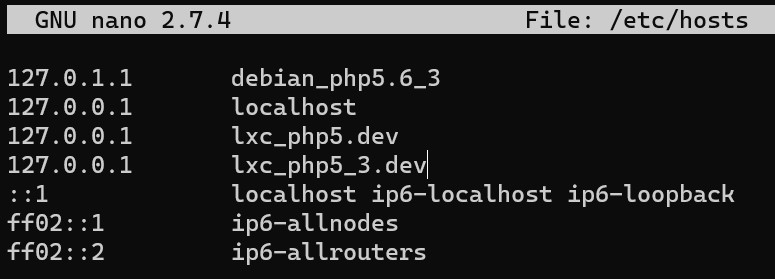 GNU nano 2.7.4 File: /etc/hosts
127.0.1.1 debian_php5.6_3
127.0.0.1 localhost
127.0.0.1 lxc_php5.dev
127.0.0.1 lxc_php5_3.dev
::1 localhost ip6-localhost ip6-loopback
ff02::1 ip6-allnodes
ff02::2 ip6-allrouters